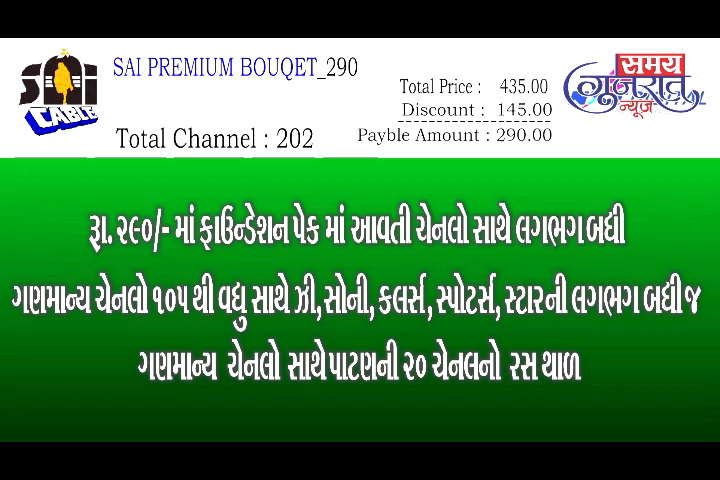 SAI CABLE
SAI PREMIUM BOUQET_290
Total Channel : 202
Total Price : 435.00
Discount : 145.00
Payble Amount : 290.00
समय
गुजरात
न्यूज
રૂા. ૨૯૦/- માં ફાઉન્ડેશન પેક માં આવતી ચેનલો સાથે લગભગ બધી
ગણમાન્ય ચેનલો ૧૦૫ થી વધુ સાથે ઝી,સોની, કલર્સ, સ્પોટર્સ, સ્ટારની લગભગ બધી જ
ગણમાન્ય ચેનલો સાથે પાટણની ૨૦ ચેનલનો રસ થાળ